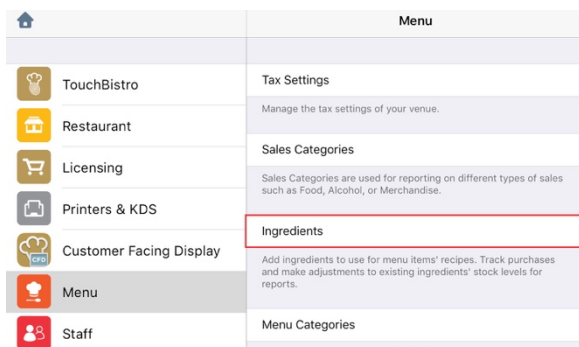 Menu
TouchBistro
Restaurant
Licensing
Printers & KDS
CFD
Customer Facing Display
Menu
Staff
Tax Settings
Manage the tax settings of your venue.
Sales Categories
Sales Categories are used for reporting on different types of sales
such as Food, Alcohol, or Merchandise.
Ingredients
Add ingredients to use for menu items' recipes. Track purchases
and make adjustments to existing ingredients' stock levels for
reports.
Menu Categories